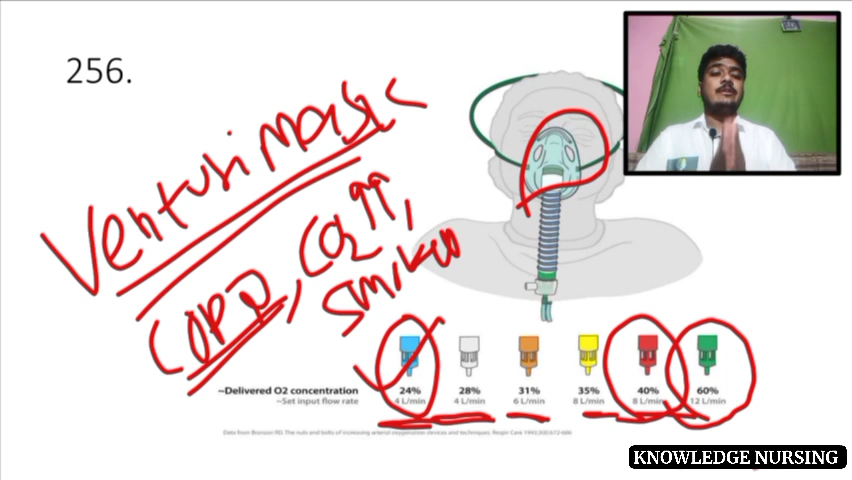 256.
Venturi Mask
COPD, CO2 ↑↑,
~Delivered O2 concentration 24% 28% 31% 35% 40% 60%
~Set input flow rate 4 L/min 4 L/min 6 L/min 8 L/min 8 L/min 12 L/min
KNOWLEDGE NURSING